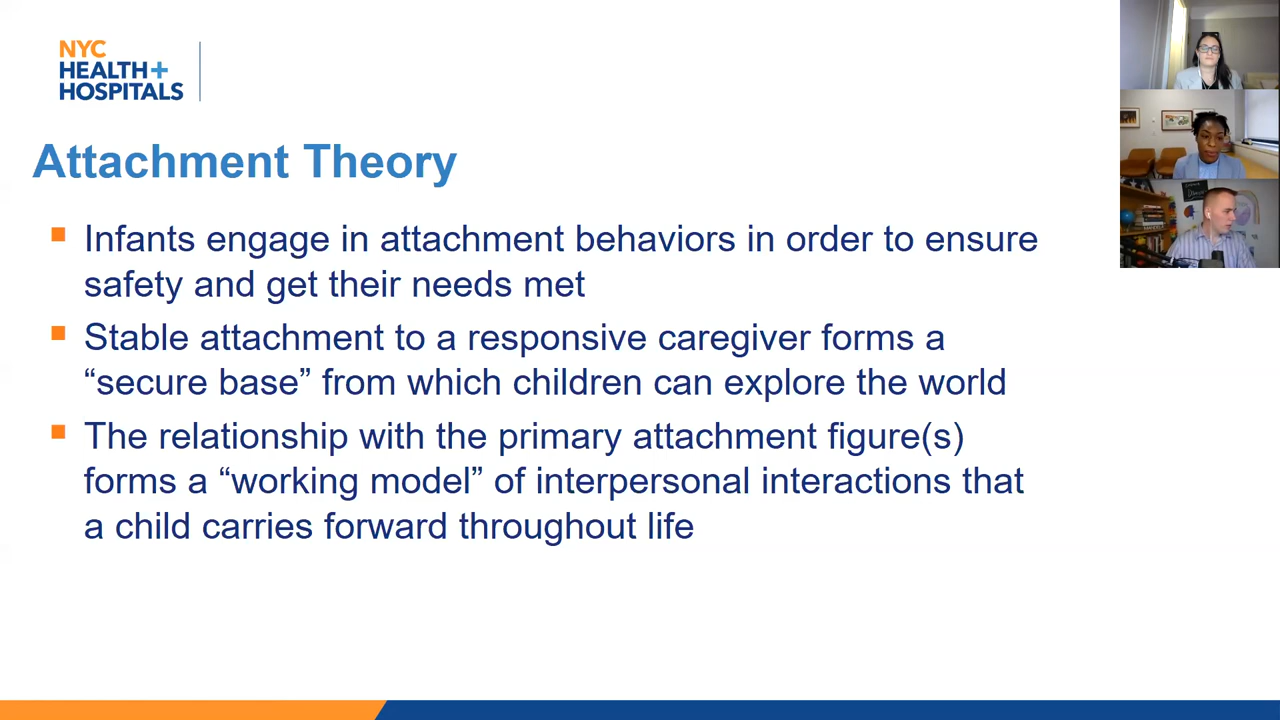 NYC
HEALTH+
HOSPITALS
Attachment Theory
▪ Infants engage in attachment behaviors in order to ensure
safety and get their needs met
▪ Stable attachment to a responsive caregiver forms a
“secure base” from which children can explore the world
▪ The relationship with the primary attachment figure(s)
forms a “working model” of interpersonal interactions that
a child carries forward throughout life